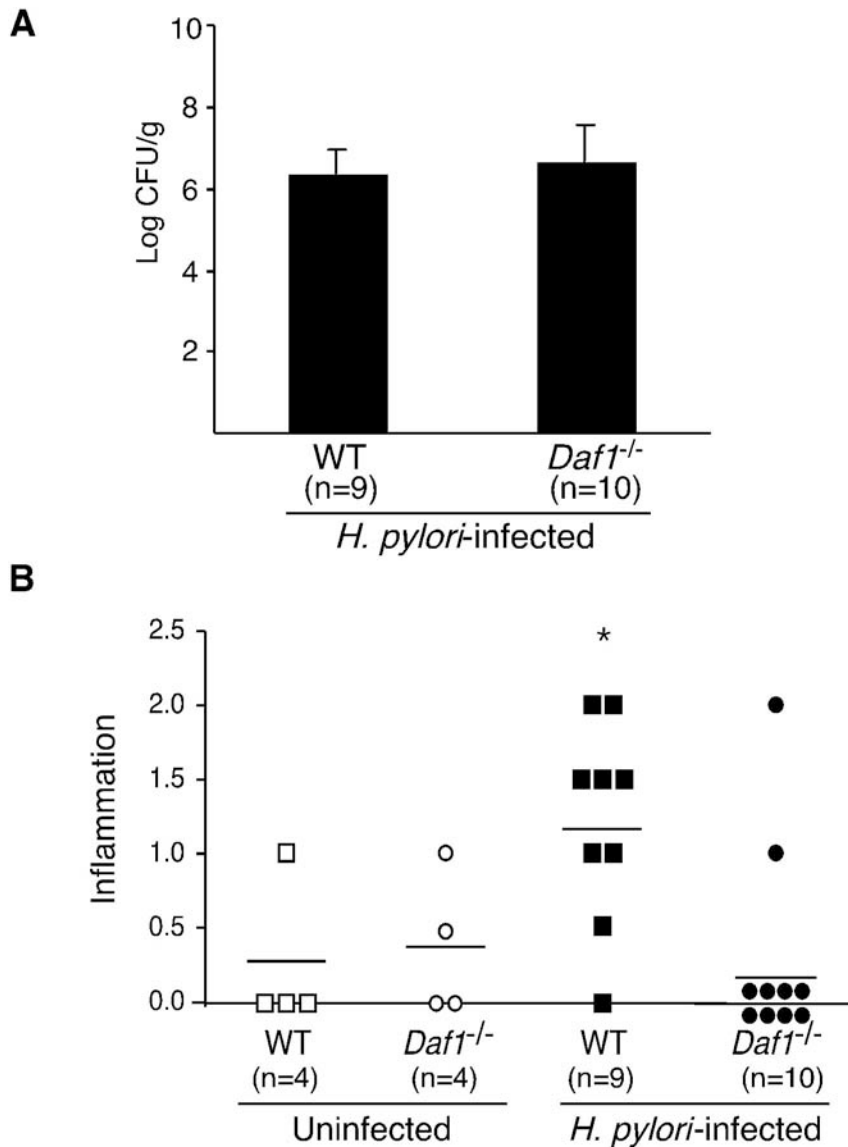 A
10
8
6
4
2
Log CFU/g
WT
(n=9)
Daf1-/-
(n=10)
H. pylori-infected
B
2.5
2.0
1.5
1.0
0.5
0.0
Inflammation
*
WT
(n=4)
Daf1-/-
(n=4)
WT
(n=9)
Daf1-/-
(n=10)
Uninfected
H. pylori-infected